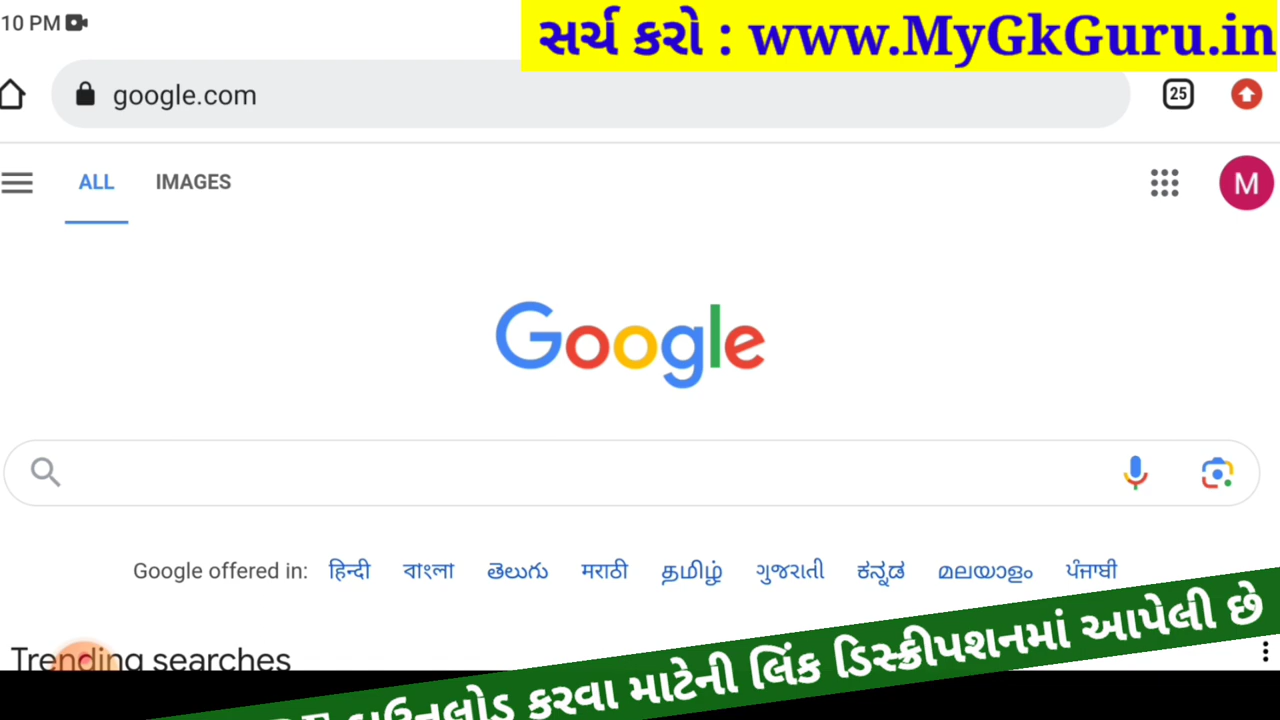 10 PM
સર્ચ કરો : www.MyGkGuru.in
google.com
25
ALL IMAGES
M
Google
Google offered in: हिन्दी বাংলা తెలుగు मराठी தமிழ் ગુજરાતી ಕನ್ನಡ മലയാളം ਪੰਜਾਬੀ
Trending searches
ડાઉનલોડ કરવા માટેની લિંક ડિસ્ક્રીપશનમાં આપેલી છે